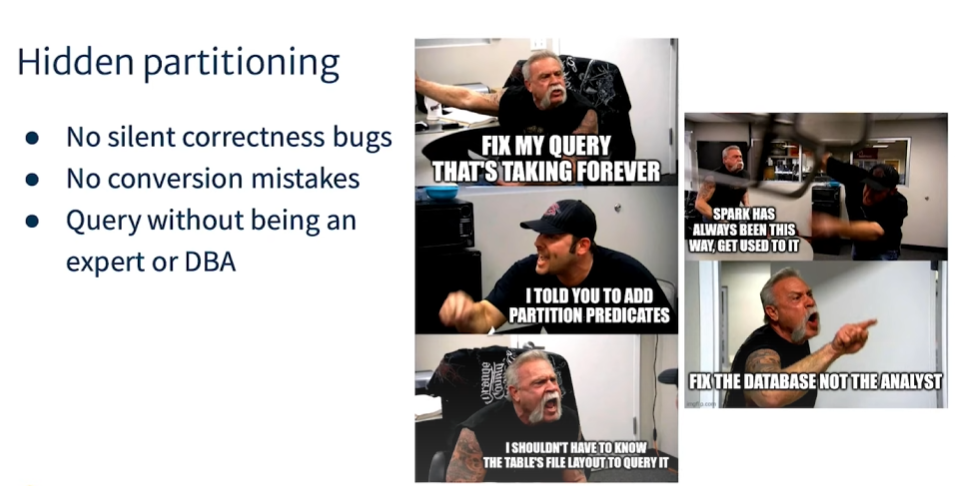 Hidden partitioning
No silent correctness bugs
No conversion mistakes
Query without being an
expert or DBA
FIX MY QUERY
THAT'S TAKING FOREVER
I TOLD YOU TO ADD
PARTITION PREDICATES
I SHOULDN'T HAVE TO KNOW
THE TABLE'S FILE LAYOUT TO QUERY IT
SPARK HAS
ALWAYS BEEN THIS
WAY, GET USED TO IT
FIX THE DATABASE NOT THE ANALYST
imgflip.com